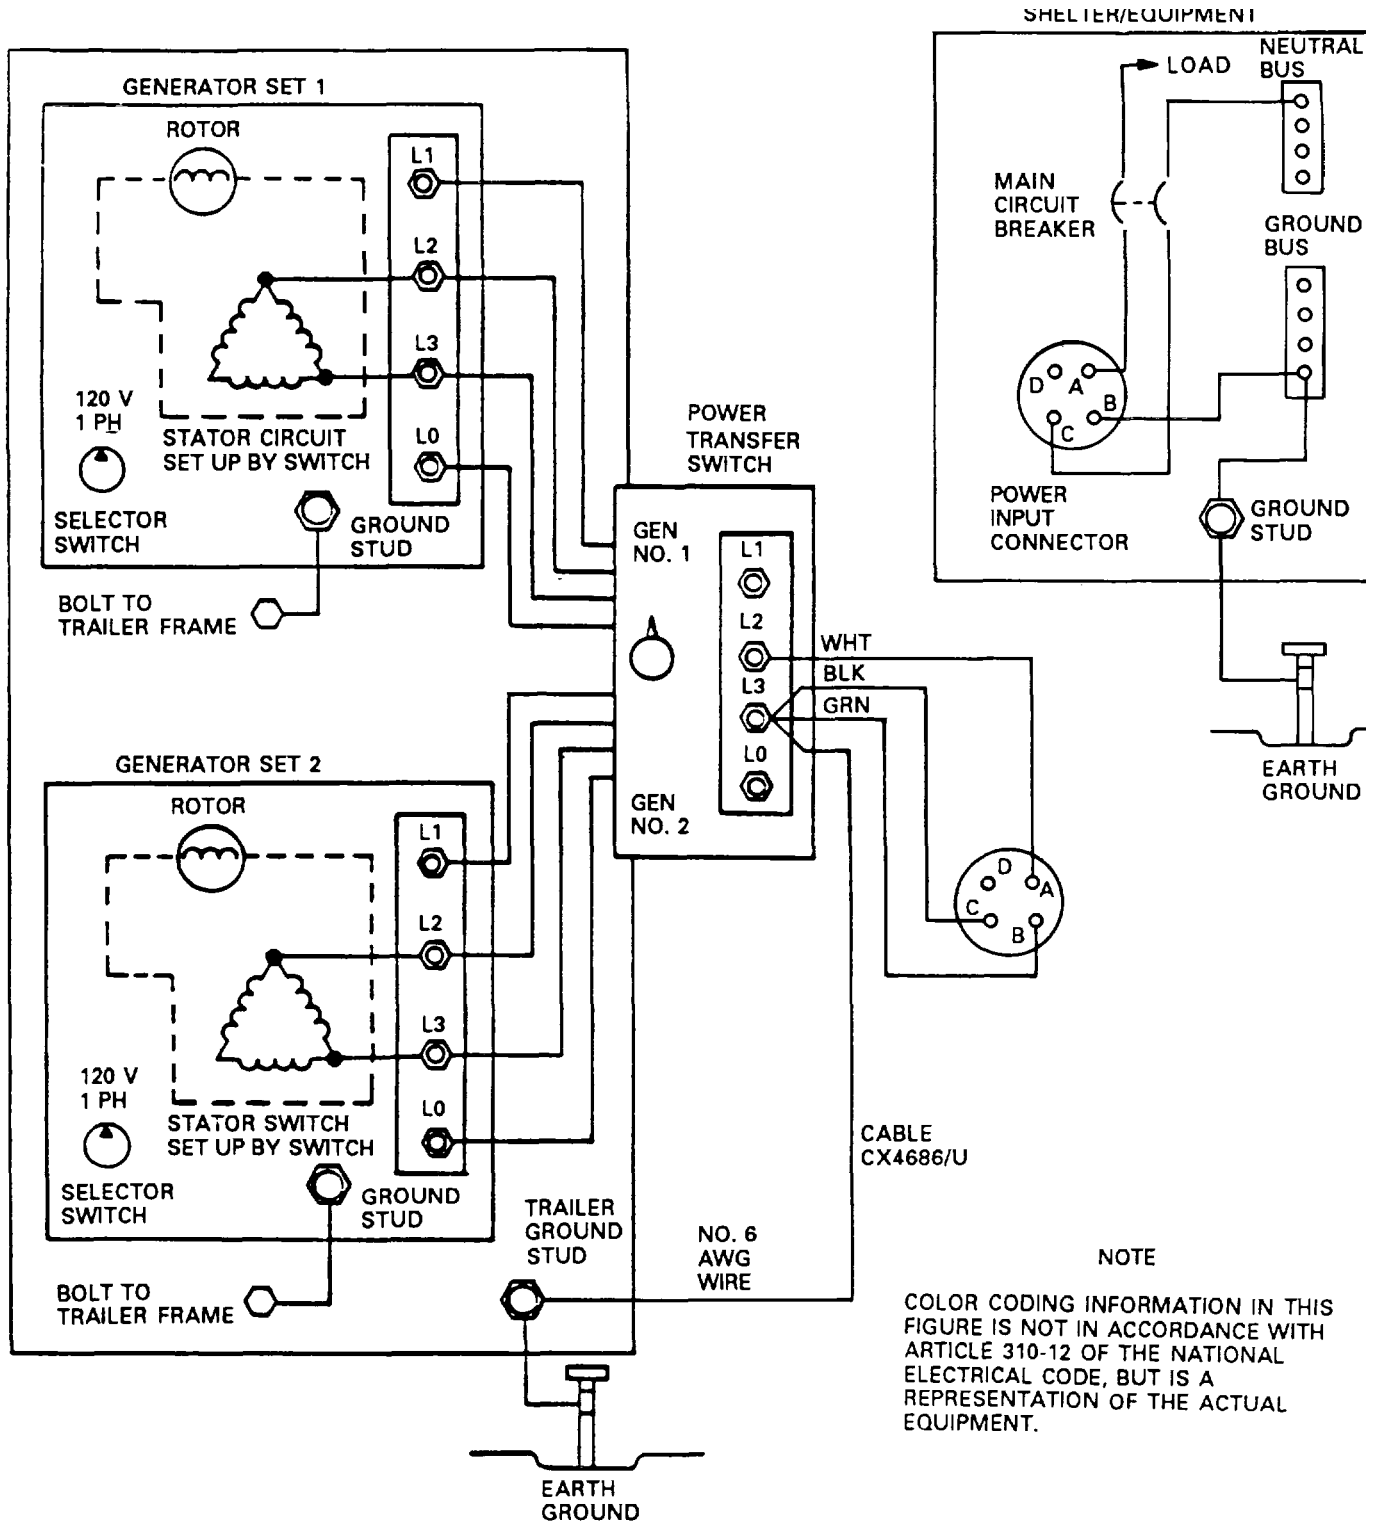 SHELTER/EQUIPMENT
NEUTRAL
BUS
LOAD
MAIN
CIRCUIT
BREAKER
GROUND
BUS
D
A
B
C
POWER
INPUT
CONNECTOR
GROUND
STUD
EARTH
GROUND
GENERATOR SET 1
ROTOR
L1
L2
L3
L0
120 V
1 PH
STATOR CIRCUIT
SET UP BY SWITCH
SELECTOR
SWITCH
GROUND
STUD
BOLT TO
TRAILER FRAME
POWER
TRANSFER
SWITCH
GEN
NO. 1
L1
L2
L3
L0
GEN
NO. 2
WHT
BLK
GRN
D
A
C
B
GENERATOR SET 2
ROTOR
L1
L2
L3
L0
120 V
1 PH
STATOR SWITCH
SET UP BY SWITCH
SELECTOR
SWITCH
GROUND
STUD
BOLT TO
TRAILER FRAME
TRAILER
GROUND
STUD
NO. 6
AWG
WIRE
CABLE
CX4686/U
EARTH
GROUND
NOTE
COLOR CODING INFORMATION IN THIS
FIGURE IS NOT IN ACCORDANCE WITH
ARTICLE 310-12 OF THE NATIONAL
ELECTRICAL CODE, BUT IS A
REPRESENTATION OF THE ACTUAL
EQUIPMENT.